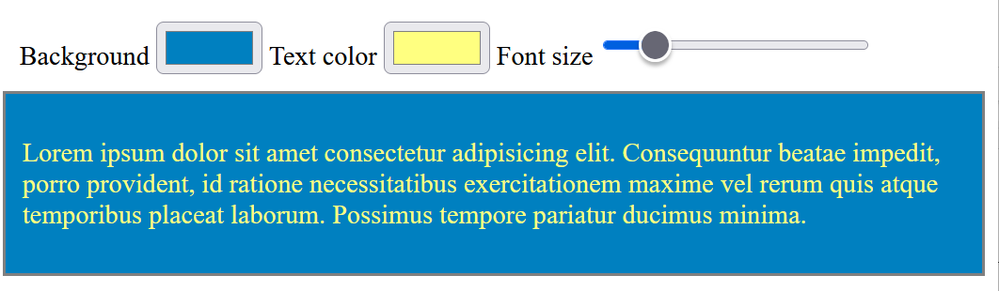 Background Text color Font size
Lorem ipsum dolor sit amet consectetur adipisicing elit. Consequuntur beatae impedit,
porro provident, id ratione necessitatibus exercitationem maxime vel rerum quis atque
temporibus placeat laborum. Possimus tempore pariatur ducimus minima.